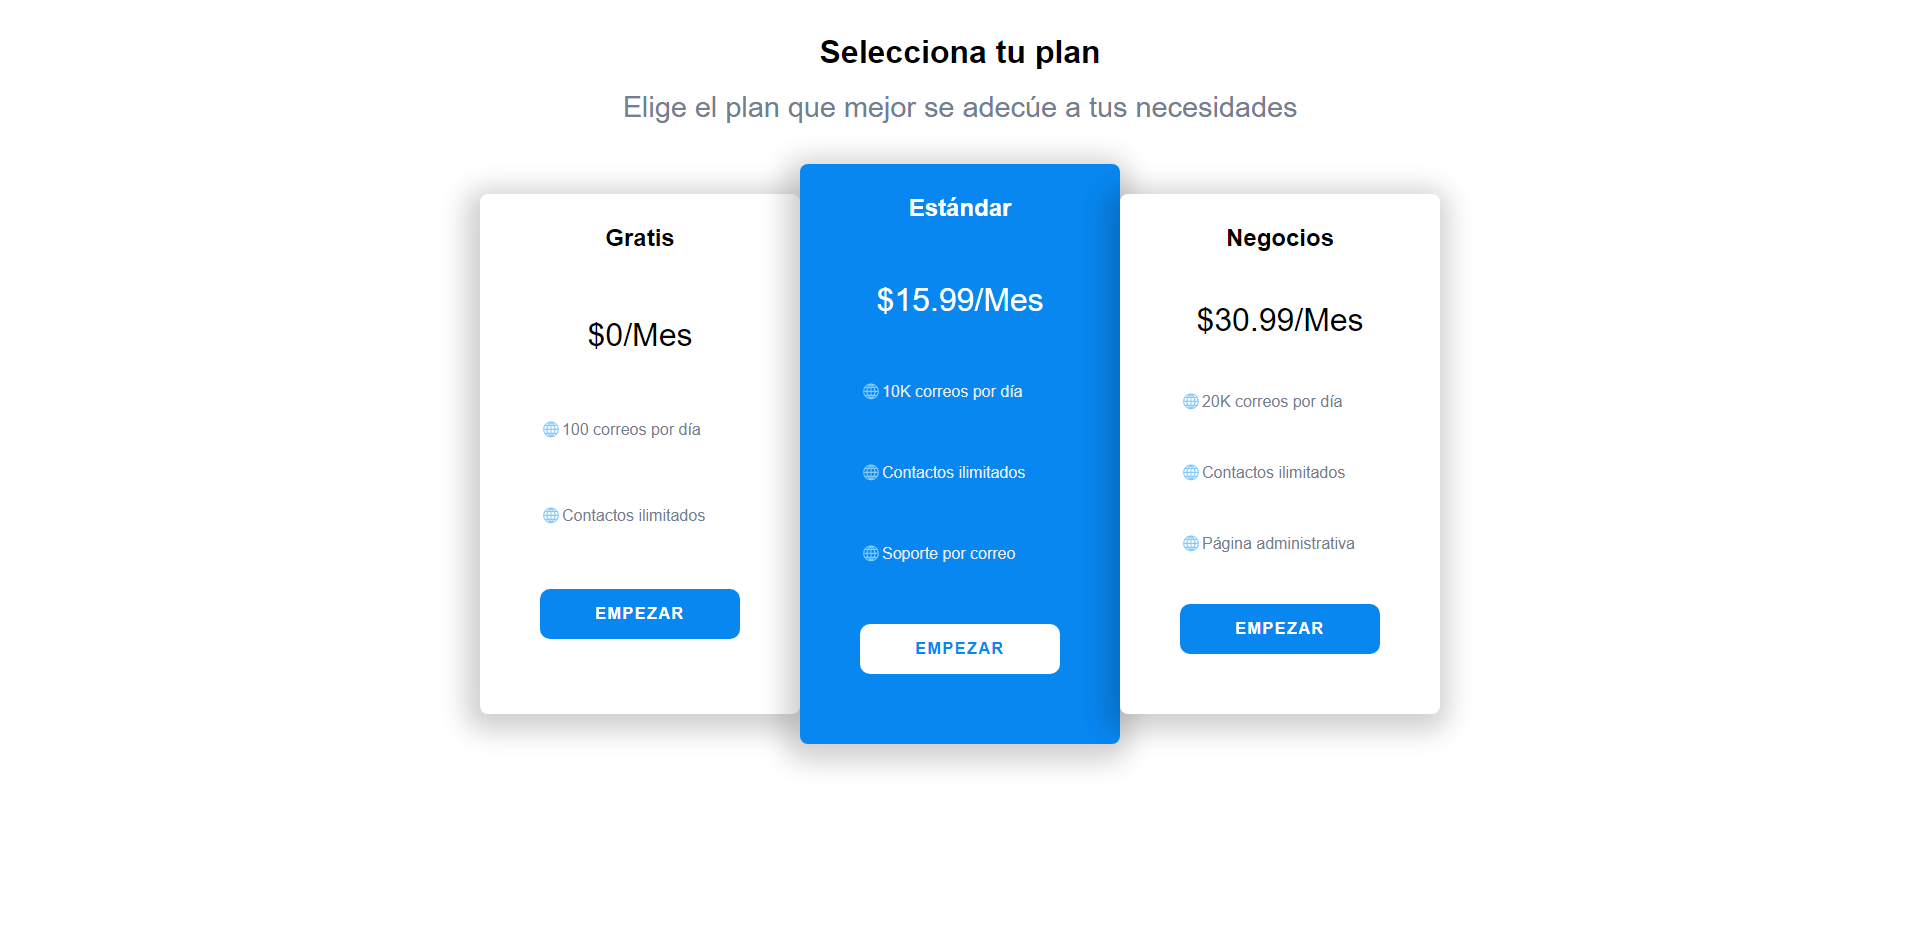 Selecciona tu plan
Elige el plan que mejor se adecúe a tus necesidades
Gratis
$0/Mes
100 correos por día
Contactos ilimitados
EMPEZAR
Estándar
$15.99/Mes
10K correos por día
Contactos ilimitados
Soporte por correo
EMPEZAR
Negocios
$30.99/Mes
20K correos por día
Contactos ilimitados
Página administrativa
EMPEZAR